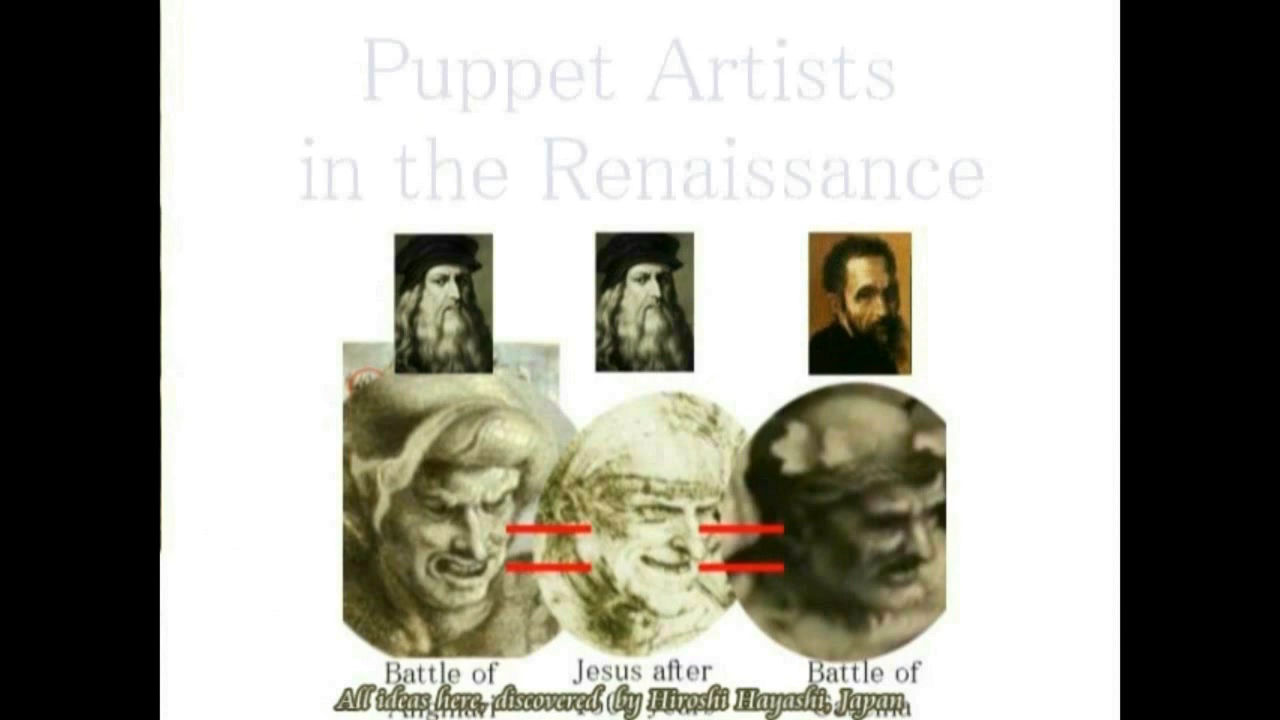 Puppet Artists
in the Renaissance
Battle of
Jesus after
Battle of
All ideas here, discovered, by Hiroshi Hayashi, Japan